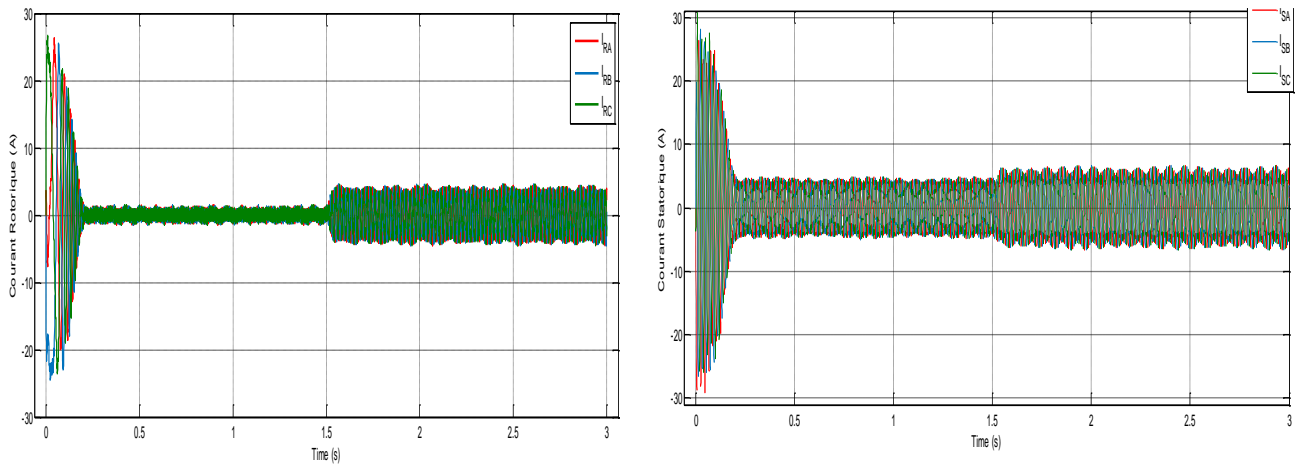 30
20
10
0
-10
-20
-30
Courant Rotorique (A)
I_RA
I_RB
I_RC
0 0.5 1 1.5 2 2.5 3
Time (s)
30
20
10
0
-10
-20
-30
Courant Statorique (A)
I_SA
I_SB
I_SC
0 0.5 1 1.5 2 2.5 3
Time (s)